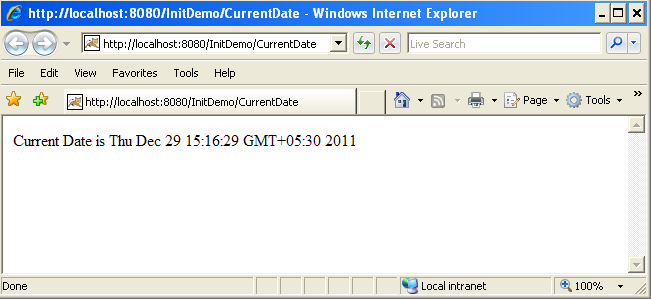 http://localhost:8080/InitDemo/CurrentDate - Windows Internet Explorer
http://localhost:8080/InitDemo/CurrentDate Live Search
File Edit View Favorites Tools Help
http://localhost:8080/InitDemo/CurrentDate Page Tools »
Current Date is Thu Dec 29 15:16:29 GMT+05:30 2011
Done Local intranet 100%